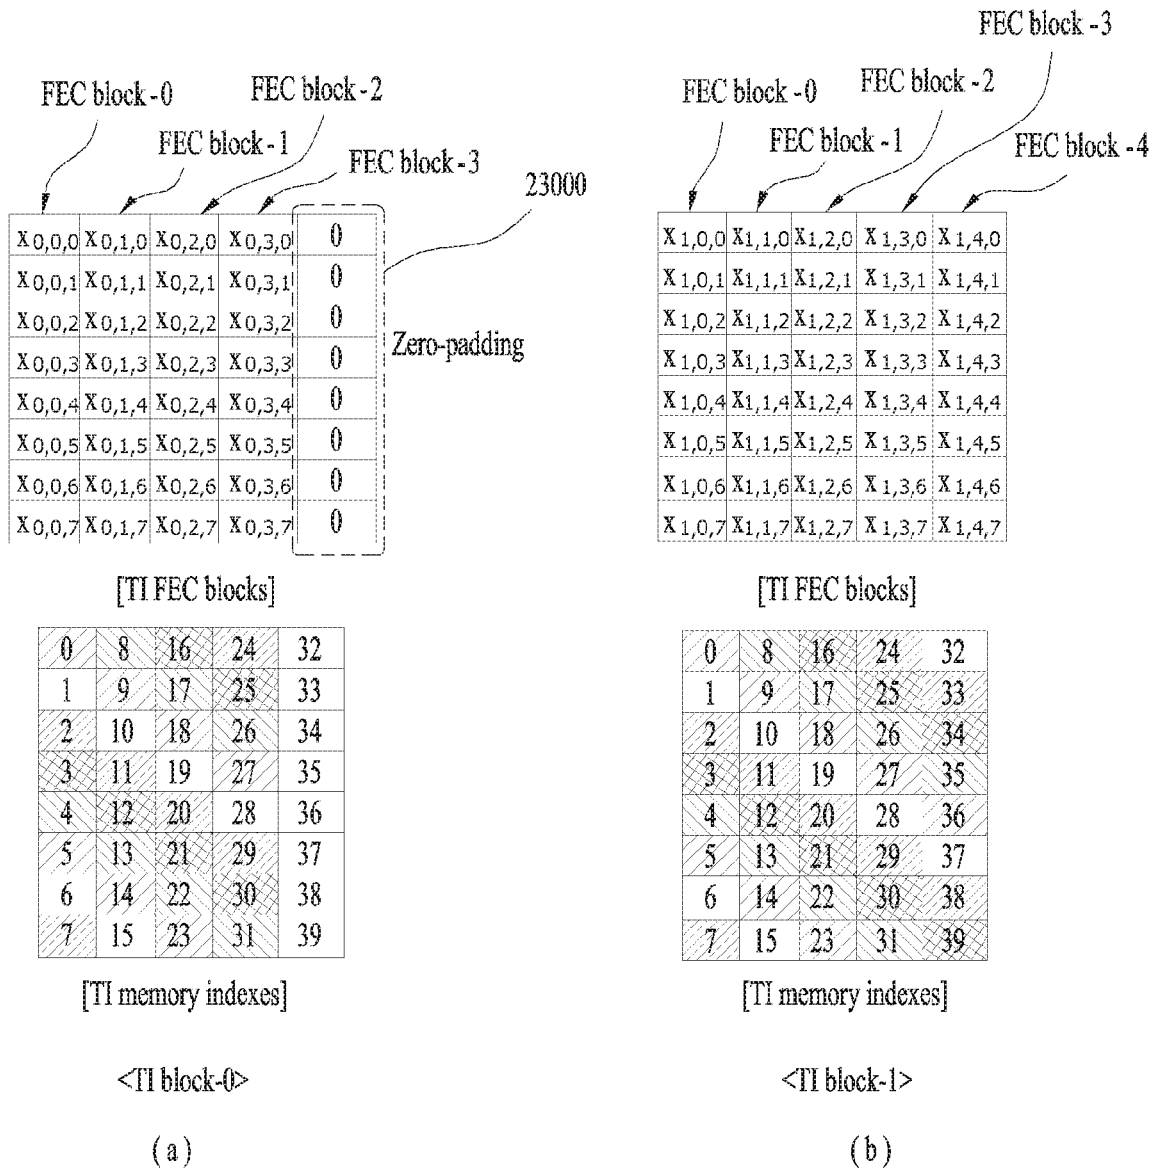 FEC block -0
FEC block -2
FEC block -1
FEC block -3
23000
x0,0,0 x0,1,0 x0,2,0 x0,3,0 0
x0,0,1 x0,1,1 x0,2,1 x0,3,1 0
x0,0,2 x0,1,2 x0,2,2 x0,3,2 0
x0,0,3 x0,1,3 x0,2,3 x0,3,3 0
x0,0,4 x0,1,4 x0,2,4 x0,3,4 0
x0,0,5 x0,1,5 x0,2,5 x0,3,5 0
x0,0,6 x0,1,6 x0,2,6 x0,3,6 0
x0,0,7 x0,1,7 x0,2,7 x0,3,7 0
Zero-padding
[TI FEC blocks]
0 8 16 24 32
1 9 17 25 33
2 10 18 26 34
3 11 19 27 35
4 12 20 28 36
5 13 21 29 37
6 14 22 30 38
7 15 23 31 39
[TI memory indexes]
<TI block-0>
(a)
FEC block -3
FEC block -2
FEC block -0
FEC block -1
FEC block -4
x1,0,0 x1,1,0 x1,2,0 x1,3,0 x1,4,0
x1,0,1 x1,1,1 x1,2,1 x1,3,1 x1,4,1
x1,0,2 x1,1,2 x1,2,2 x1,3,2 x1,4,2
x1,0,3 x1,1,3 x1,2,3 x1,3,3 x1,4,3
x1,0,4 x1,1,4 x1,2,4 x1,3,4 x1,4,4
x1,0,5 x1,1,5 x1,2,5 x1,3,5 x1,4,5
x1,0,6 x1,1,6 x1,2,6 x1,3,6 x1,4,6
x1,0,7 x1,1,7 x1,2,7 x1,3,7 x1,4,7
[TI FEC blocks]
0 8 16 24 32
1 9 17 25 33
2 10 18 26 34
3 11 19 27 35
4 12 20 28 36
5 13 21 29 37
6 14 22 30 38
7 15 23 31 39
[TI memory indexes]
<TI block-1>
(b)